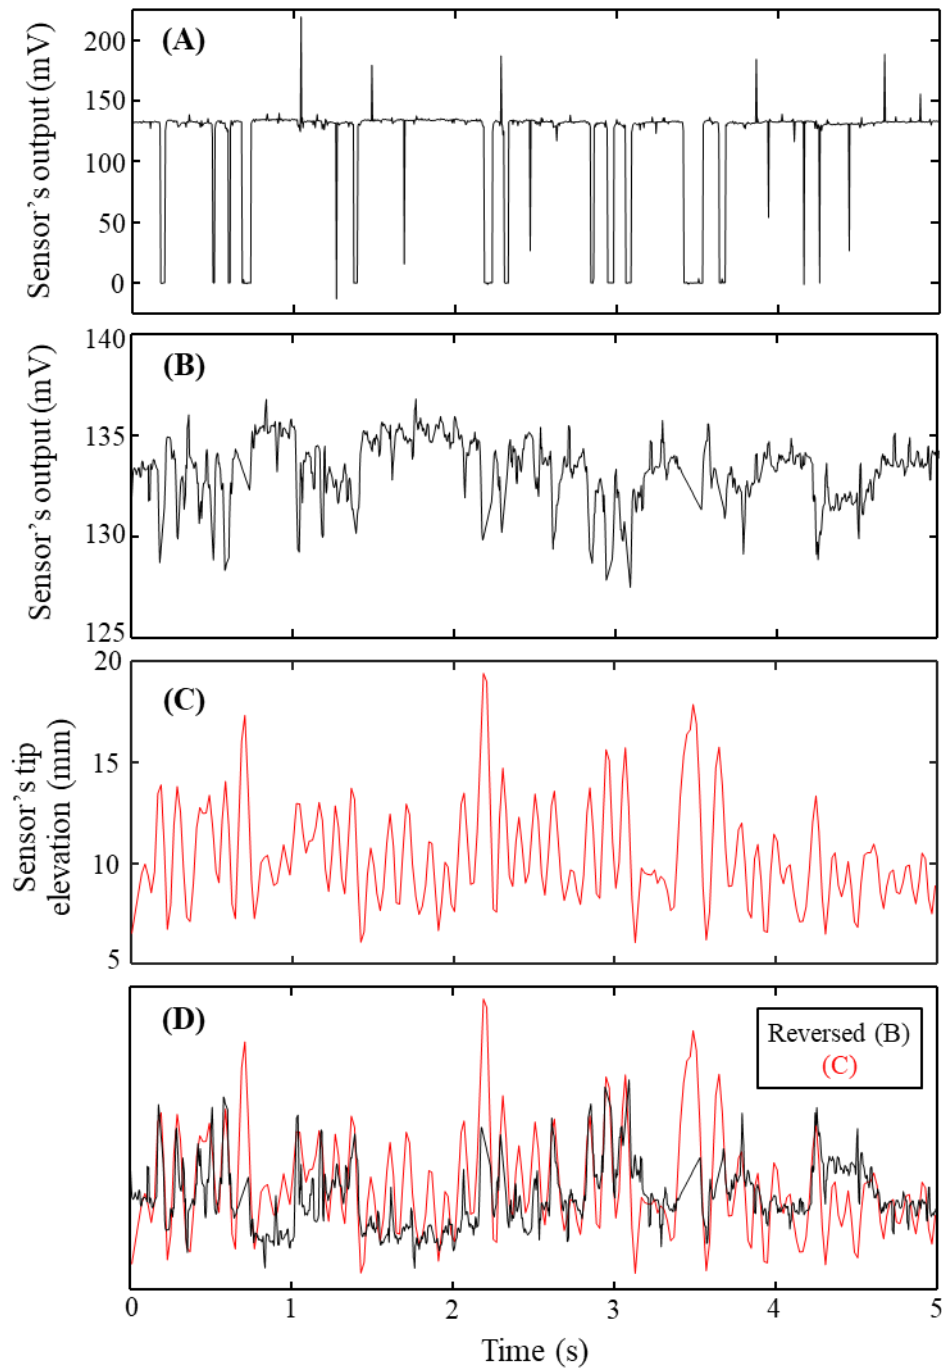 (A)
Sensor's output (mV)
200
150
100
50
0
(B)
Sensor's output (mV)
140
135
130
125
(C)
Sensor's tip
elevation (mm)
20
15
10
5
(D)
Reversed (B)
(C)
0 1 2 3 4 5
Time (s)